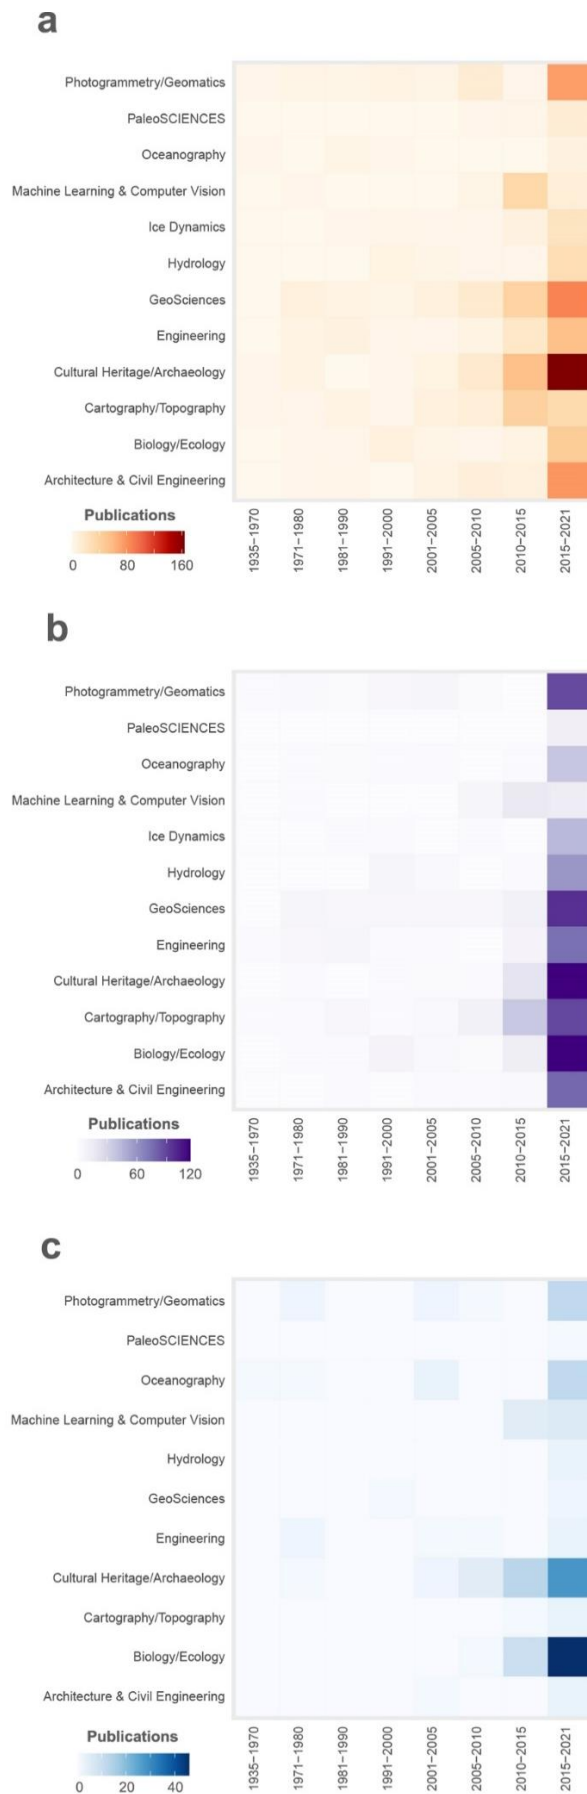 a
Photogrammetry/Geomatics
PaleoSCIENCES
Oceanography
Machine Learning & Computer Vision
Ice Dynamics
Hydrology
GeoSciences
Engineering
Cultural Heritage/Archaeology
Cartography/Topography
Biology/Ecology
Architecture & Civil Engineering
Publications
0 80 160
1935–1970
1971–1980
1981–1990
1991–2000
2001–2005
2005–2010
2010–2015
2015–2021
b
Photogrammetry/Geomatics
PaleoSCIENCES
Oceanography
Machine Learning & Computer Vision
Ice Dynamics
Hydrology
GeoSciences
Engineering
Cultural Heritage/Archaeology
Cartography/Topography
Biology/Ecology
Architecture & Civil Engineering
Publications
0 60 120
1935–1970
1971–1980
1981–1990
1991–2000
2001–2005
2005–2010
2010–2015
2015–2021
c
Photogrammetry/Geomatics
PaleoSCIENCES
Oceanography
Machine Learning & Computer Vision
Hydrology
GeoSciences
Engineering
Cultural Heritage/Archaeology
Cartography/Topography
Biology/Ecology
Architecture & Civil Engineering
Publications
0 20 40
1935–1970
1971–1980
1981–1990
1991–2000
2001–2005
2005–2010
2010–2015
2015–2021